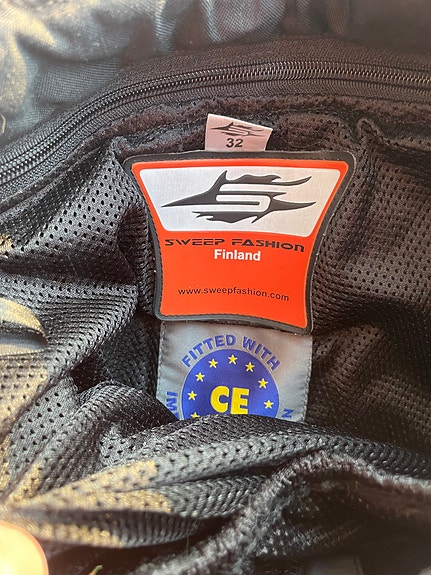 32
SWEEP FASHION
Finland
www.sweepfashion.com
FITTED WITH
CE